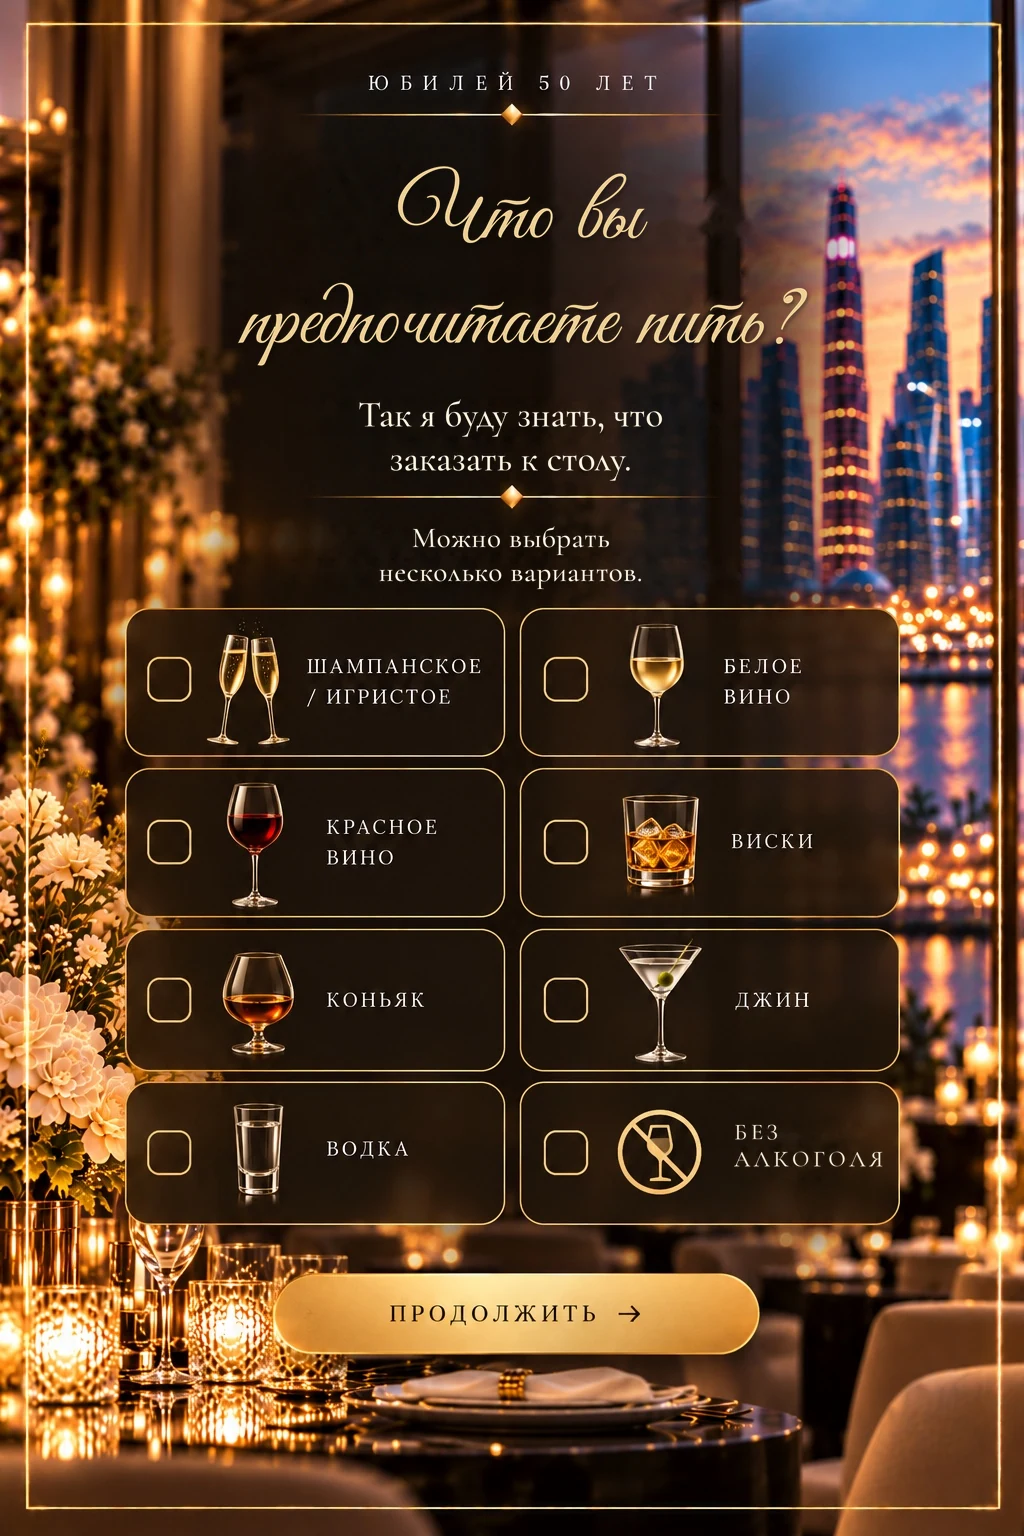 ЮБИЛЕЙ 50 ЛЕТ
Что вы
предпочитаете пить?
Так я буду знать, что
заказать к столу.
Можно выбрать
несколько вариантов.
ШАМПАНСКОЕ
/ ИГРИСТОЕ
БЕЛОЕ
ВИНО
КРАСНОЕ
ВИНО
ВИСКИ
КОНЬЯК
ДЖИН
ВОДКА
БЕЗ
АЛКОГОЛЯ
ПРОДОЛЖИТЬ →